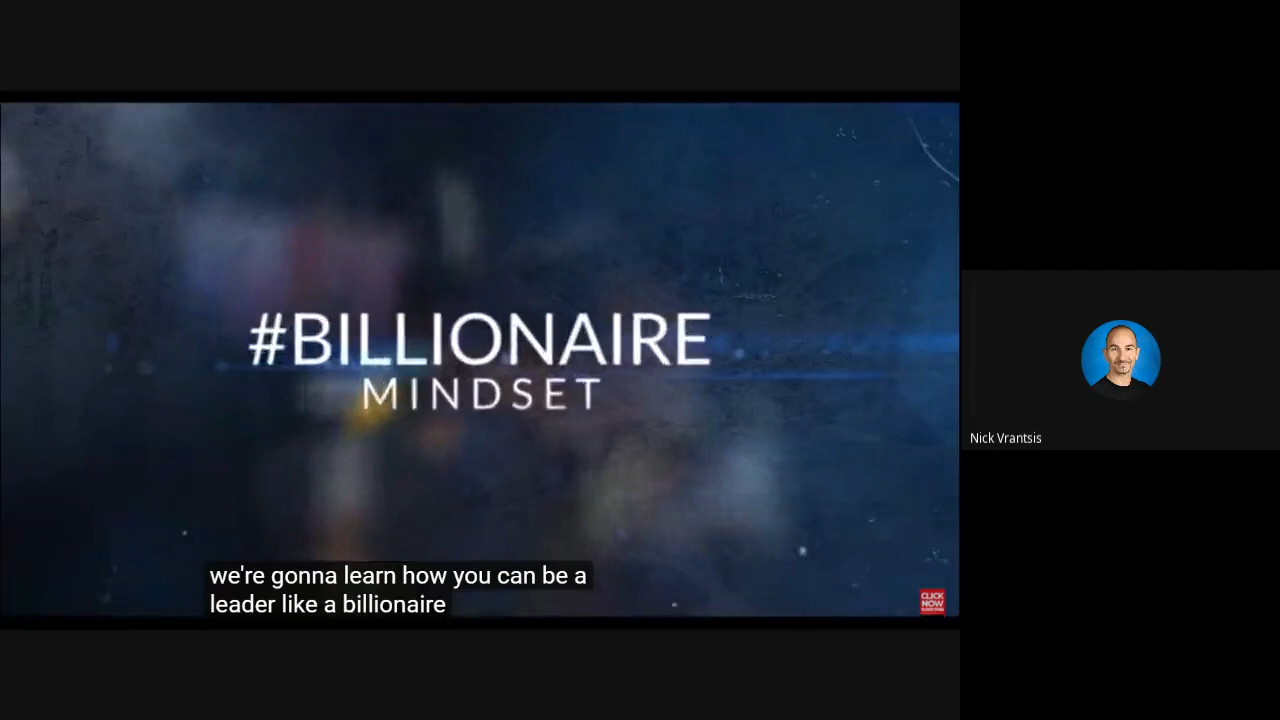 #BILLIONAIRE
MINDSET
we're gonna learn how you can be a
leader like a billionaire
CLICK
NOW
Nick Vrantsis